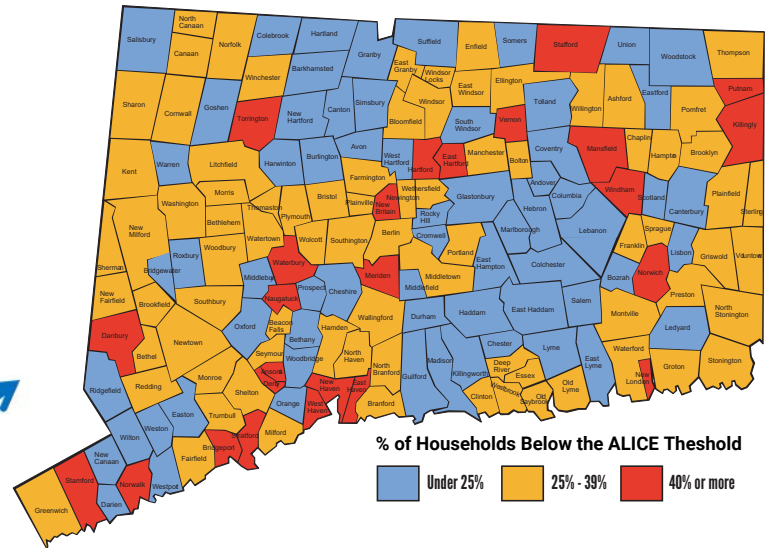 North
Canaan
Salisbury
Canaan
Norfolk
Colebrook
Hartland
Granby
Suffield
Enfield
Somers
Stafford
Union
Woodstock
Thompson
Winchester
Barkhamsted
East
Granby
Windsor
Locks
East
Windsor
Ellington
Tolland
Willington
Ashford
Eastford
Pomfret
Putnam
Killingly
Sharon
Cornwall
Goshen
Torrington
New
Hartford
Canton
Simsbury
Bloomfield
Windsor
South
Windsor
Vernon
Kent
Warren
Litchfield
Harwinton
Burlington
Avon
West
Hartford
Hartford
East
Hartford
Manchester
Bolton
Coventry
Mansfield
Chaplin
Brooklyn
Washington
Morris
Bethlehem
Thomaston
Plymouth
Bristol
Farmington
Plainville
New
Britain
Newington
Wethersfield
Rocky
Hill
Glastonbury
Andover
Columbia
Hebron
Windham
Scotland
Canterbury
Plainfield
Sterling
New
Milford
Roxbury
Bridgewater
Woodbury
Watertown
Wolcott
Southington
Berlin
Cromwell
Portland
East
Hampton
Marlborough
Lebanon
Franklin
Sprague
Lisbon
Griswold
Sherman
New
Fairfield
Brookfield
Southbury
Waterbury
Naugatuck
Prospect
Cheshire
Meriden
Middletown
Middlefield
Colchester
Bozrah
Norwich
Preston
North
Stonington
Danbury
Bethel
Newtown
Oxford
Beacon
Falls
Bethany
Hamden
Wallingford
Durham
Haddam
East Haddam
Salem
Montville
Ledyard
Ridgefield
Redding
Monroe
Seymour
Derby
Woodbridge
North
Haven
North
Branford
Guilford
Madison
Killingworth
Chester
Deep
River
Essex
Lyme
East
Lyme
Waterford
New
London
Groton
Stonington
Wilton
Weston
Easton
Trumbull
Shelton
Orange
New
Haven
West
Haven
East
Haven
Branford
Clinton
Westbrook
Old
Saybrook
Old
Lyme
New
Canaan
Fairfield
Bridgeport
Stratford
Milford
Greenwich
Stamford
Darien
Norwalk
Westport
% of Households Below the ALICE Theshold
Under 25%
25% - 39%
40% or more